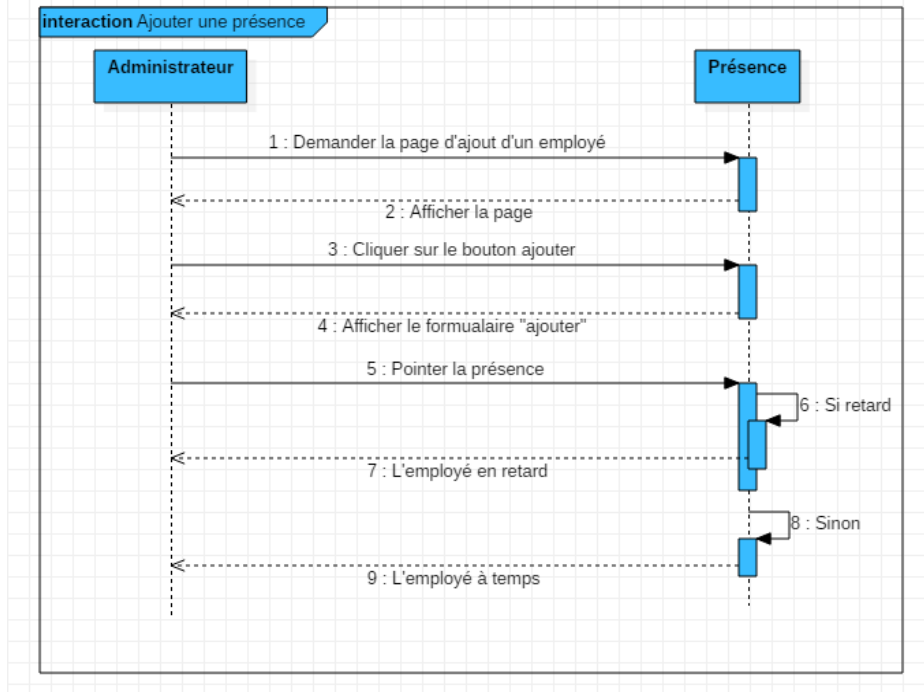 interaction Ajouter une présence
Administrateur
Présence
1 : Demander la page d'ajout d'un employé
2 : Afficher la page
3 : Cliquer sur le bouton ajouter
4 : Afficher le formualaire "ajouter"
5 : Pointer la présence
6 : Si retard
7 : L'employé en retard
8 : Sinon
9 : L'employé à temps